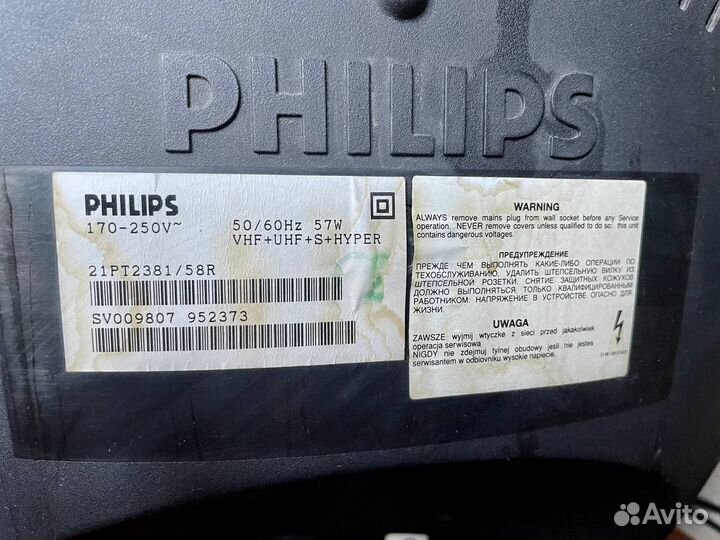 PHILIPS
PHILIPS
170-250V~ 50/60Hz 57W
VHF+UHF+S+HYPER
21PT2381/58R
SV009807 952373
WARNING
ALWAYS remove mains plug from wall socket before any Service
operation. NEVER remove covers unless qualified to do so: this unit
contains dangerous voltages.
ПРЕДУПРЕЖДЕНИЕ
ПРЕЖДЕ ЧЕМ ВЫПОЛНЯТЬ КАКИЕ-ЛИБО ОПЕРАЦИИ ПО
ТЕХОБСЛУЖИВАНИЮ, УДАЛИТЬ ШТЕПСЕЛЬНУЮ ВИЛКУ ИЗ
ШТЕПСЕЛЬНОЙ РОЗЕТКИ. СНЯТИЕ ЗАЩИТНЫХ КОЖУХОВ
ДОЛЖНО ВЫПОЛНЯТЬСЯ ТОЛЬКО КВАЛИФИЦИРОВАННЫМ
РАБОТНИКОМ: НАПРЯЖЕНИЕ В УСТРОЙСТВЕ ОПАСНО ДЛЯ
ЖИЗНИ.
UWAGA
ZAWSZE wyjmij wtyczke z sieci przed jakakolwiek
operacja serwisowa
NIGDY nie zdejmuj tylnej obudowy jesli nie jestes
serwisantem w odbiorniku wysokie napiecie.
Avito